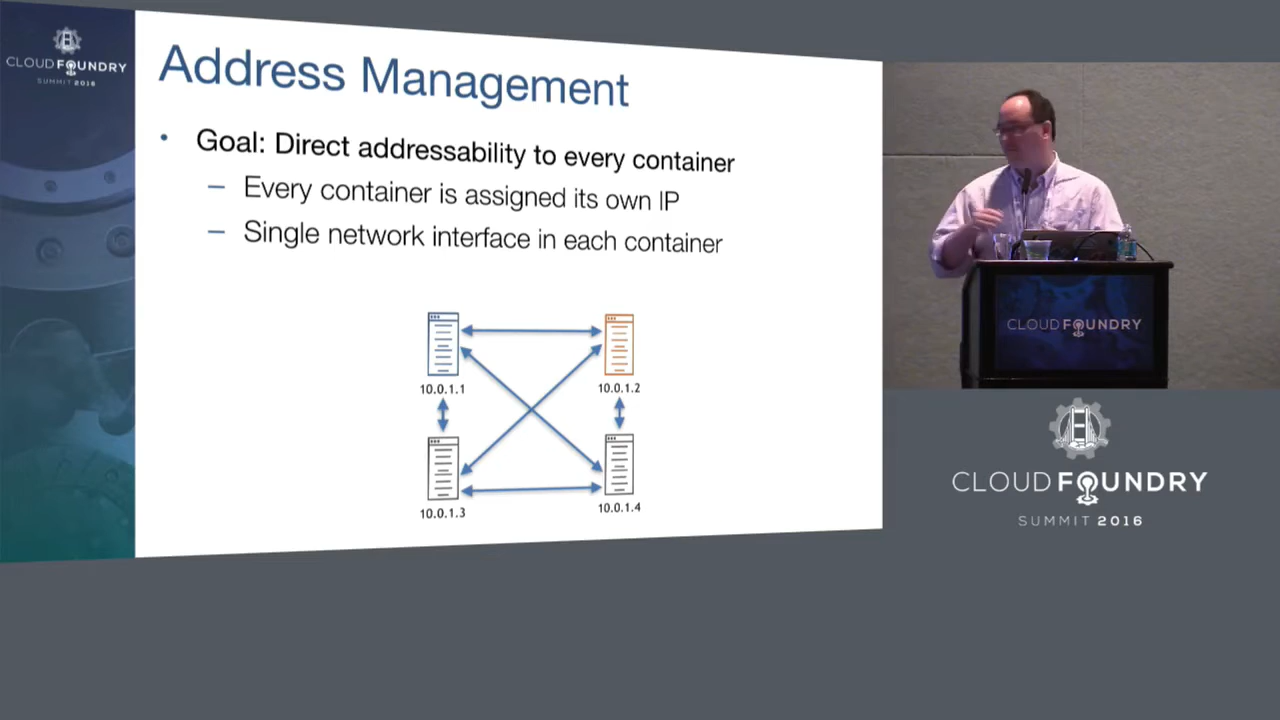 CLOUD FOUNDRY
SUMMIT 2016
Address Management
• Goal: Direct addressability to every container
– Every container is assigned its own IP
– Single network interface in each container
10.0.1.1
10.0.1.2
10.0.1.3
10.0.1.4
CLOUD FOUNDRY
CLOUD FOUNDRY
SUMMIT 2016